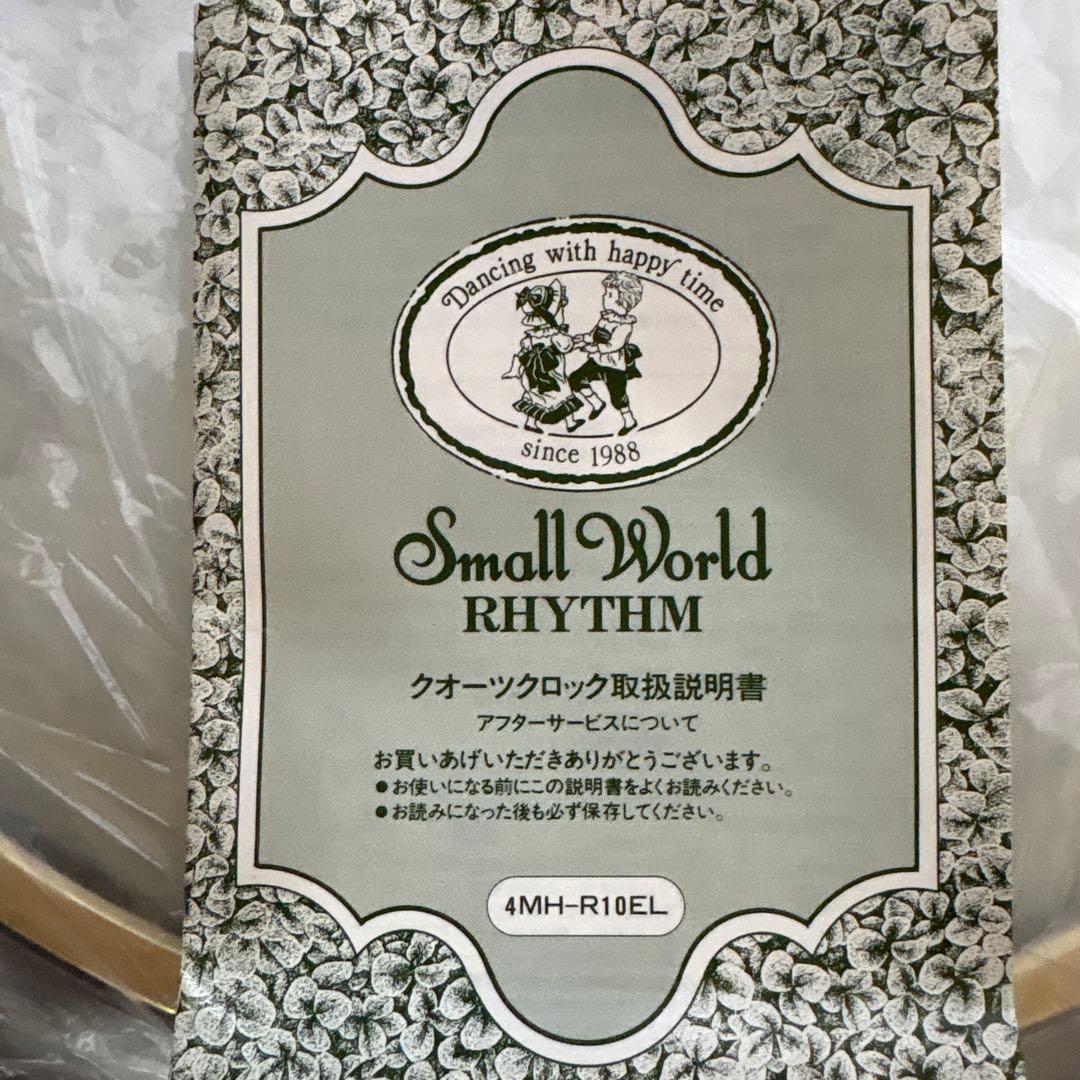 Dancing with happy time
since 1988
Small World
RHYTHM
クオーツクロック取扱説明書
アフターサービスについて
お買いあげいただきありがとうございます。
●お使いになる前にこの説明書をよくお読みください。
●お読みになった後も必ず保存してください。
4MH-R10EL